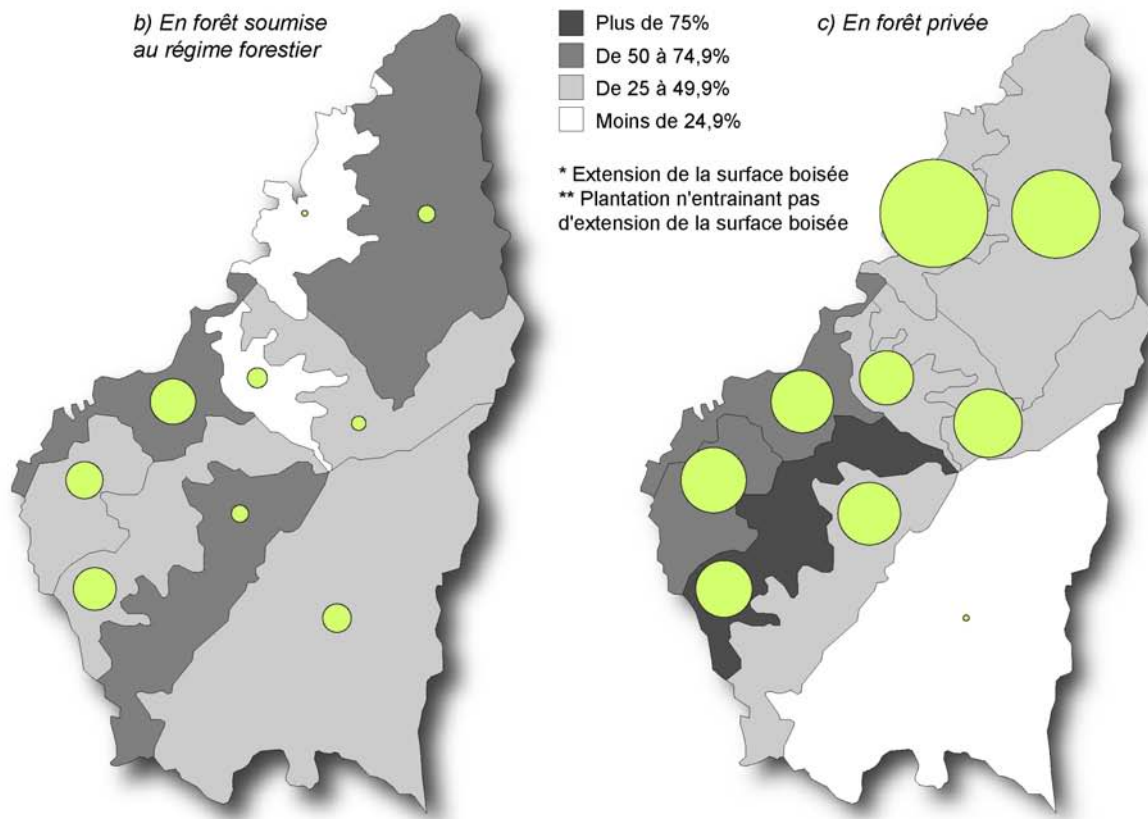 b) En forêt soumise
au régime forestier
Plus de 75%
De 50 à 74,9%
De 25 à 49,9%
Moins de 24,9%
* Extension de la surface boisée
** Plantation n'entrainant pas
d'extension de la surface boisée
c) En forêt privée